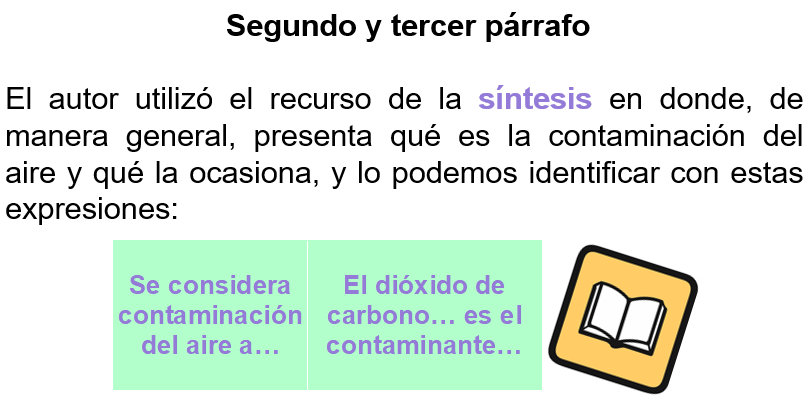 Segundo y tercer párrafo
El autor utilizó el recurso de la síntesis en donde, de
manera general, presenta qué es la contaminación del
aire y qué la ocasiona, y lo podemos identificar con estas
expresiones:
Se considera
contaminación
del aire a…
El dióxido de
carbono… es el
contaminante…